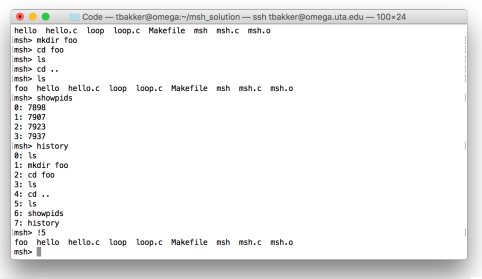 Code — tbakker@omega:~/msh_solution — ssh tbakker@omega.uta.edu — 100×24
hello  hello.c  loop  loop.c  Makefile  msh  msh.c  msh.o
[msh> mkdir foo ]
[msh> cd foo ]
[msh> ls ]
[msh> cd .. ]
[msh> ls ]
foo  hello  hello.c  loop  loop.c  Makefile  msh  msh.c  msh.o
[msh> showpids ]
0: 7898
1: 7907
2: 7923
3: 7937
[msh> history ]
0: ls
1: mkdir foo
2: cd foo
3: ls
4: cd ..
5: ls
6: showpids
7: history
[msh> !5 ]
foo  hello  hello.c  loop  loop.c  Makefile  msh  msh.c  msh.o
msh>